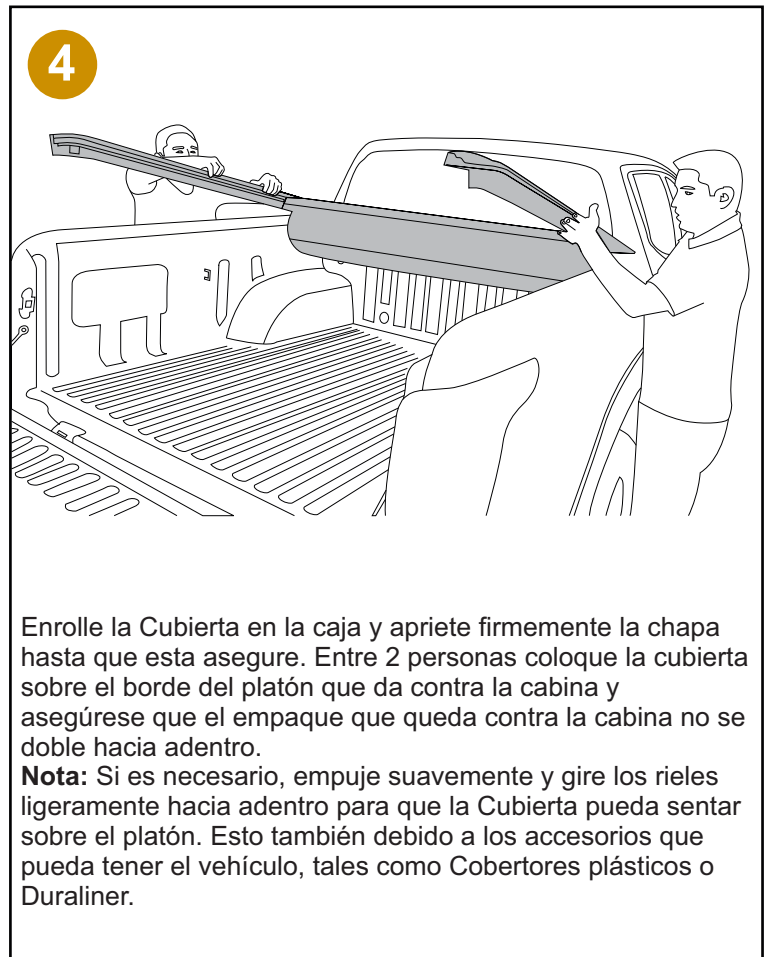 4
Enrolle la Cubierta en la caja y apriete firmemente la chapa
hasta que esta asegure. Entre 2 personas coloque la cubierta
sobre el borde del platón que da contra la cabina y
asegúrese que el empaque que queda contra la cabina no se
doble hacia adentro.
Nota: Si es necesario, empuje suavemente y gire los rieles
ligeramente hacia adentro para que la Cubierta pueda sentar
sobre el platón. Esto también debido a los accesorios que
pueda tener el vehículo, tales como Cobertores plásticos o
Duraliner.